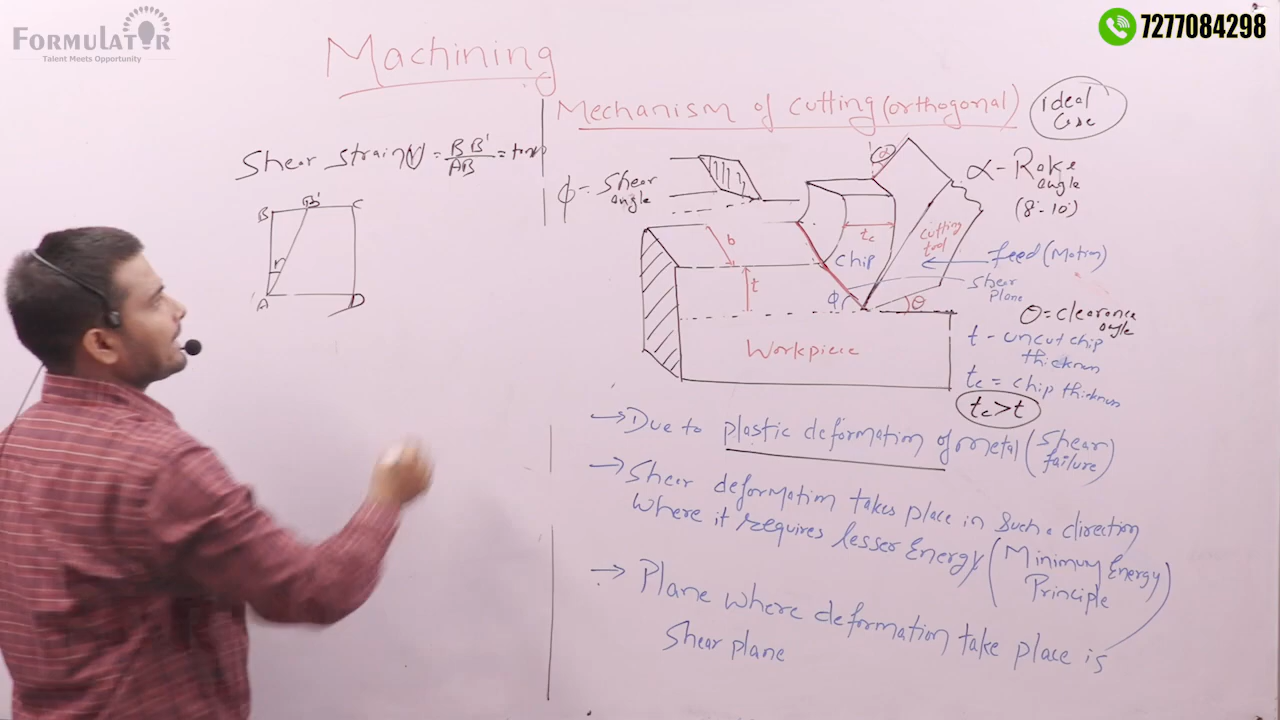 FORMULATOR
Talent Meets Opportunity
7277084298
Machining
Shear strain γ = BB' / AB = tanγ
B B' C
r
A D
Mechanism of cutting (orthogonal)
ideal
case
ϕ = Shear
angle
α
α - Rake
angle
(8°-10°)
b
t
tc
chip
Cutting
tool
feed (Motion)
shear
plane
ϕ
θ
θ = clearance
angle
Workpiece
t - uncut chip
thickness
tc = chip thickness
tc > t
→ Due to plastic deformation of metal (Shear
failure)
→ Shear deformation takes place in such a direction
where it requires lesser Energy (Minimum Energy
Principle)
→ Plane where deformation take place is
Shear plane